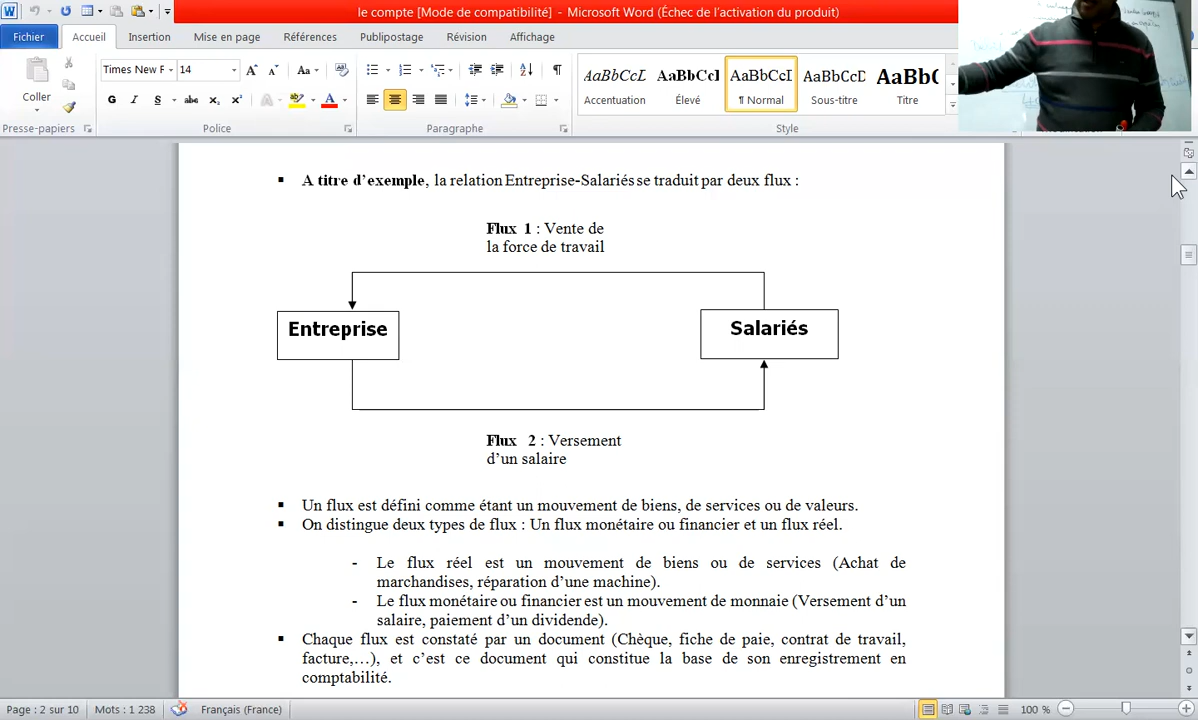 le compte [Mode de compatibilité] - Microsoft Word (Échec de l'activation du produit)
Fichier Accueil Insertion Mise en page Références Publipostage Révision Affichage
Times New F 14
Coller
G I S abc x₂ x² A A
AaBbCcL AaBbCcI AaBbCcI AaBbCcD AaBbC
Accentuation Élevé ¶ Normal Sous-titre Titre
Presse-papiers Police Paragraphe Style
▪ A titre d'exemple, la relation Entreprise-Salariés se traduit par deux flux :
Flux 1 : Vente de
la force de travail
Entreprise
Salariés
Flux 2 : Versement
d'un salaire
▪ Un flux est défini comme étant un mouvement de biens, de services ou de valeurs.
▪ On distingue deux types de flux : Un flux monétaire ou financier et un flux réel.
- Le flux réel est un mouvement de biens ou de services (Achat de
marchandises, réparation d'une machine).
- Le flux monétaire ou financier est un mouvement de monnaie (Versement d'un
salaire, paiement d'un dividende).
▪ Chaque flux est constaté par un document (Chèque, fiche de paie, contrat de travail,
facture,…), et c'est ce document qui constitue la base de son enregistrement en
comptabilité.
Page : 2 sur 10 Mots : 1 238 Français (France) 100 %